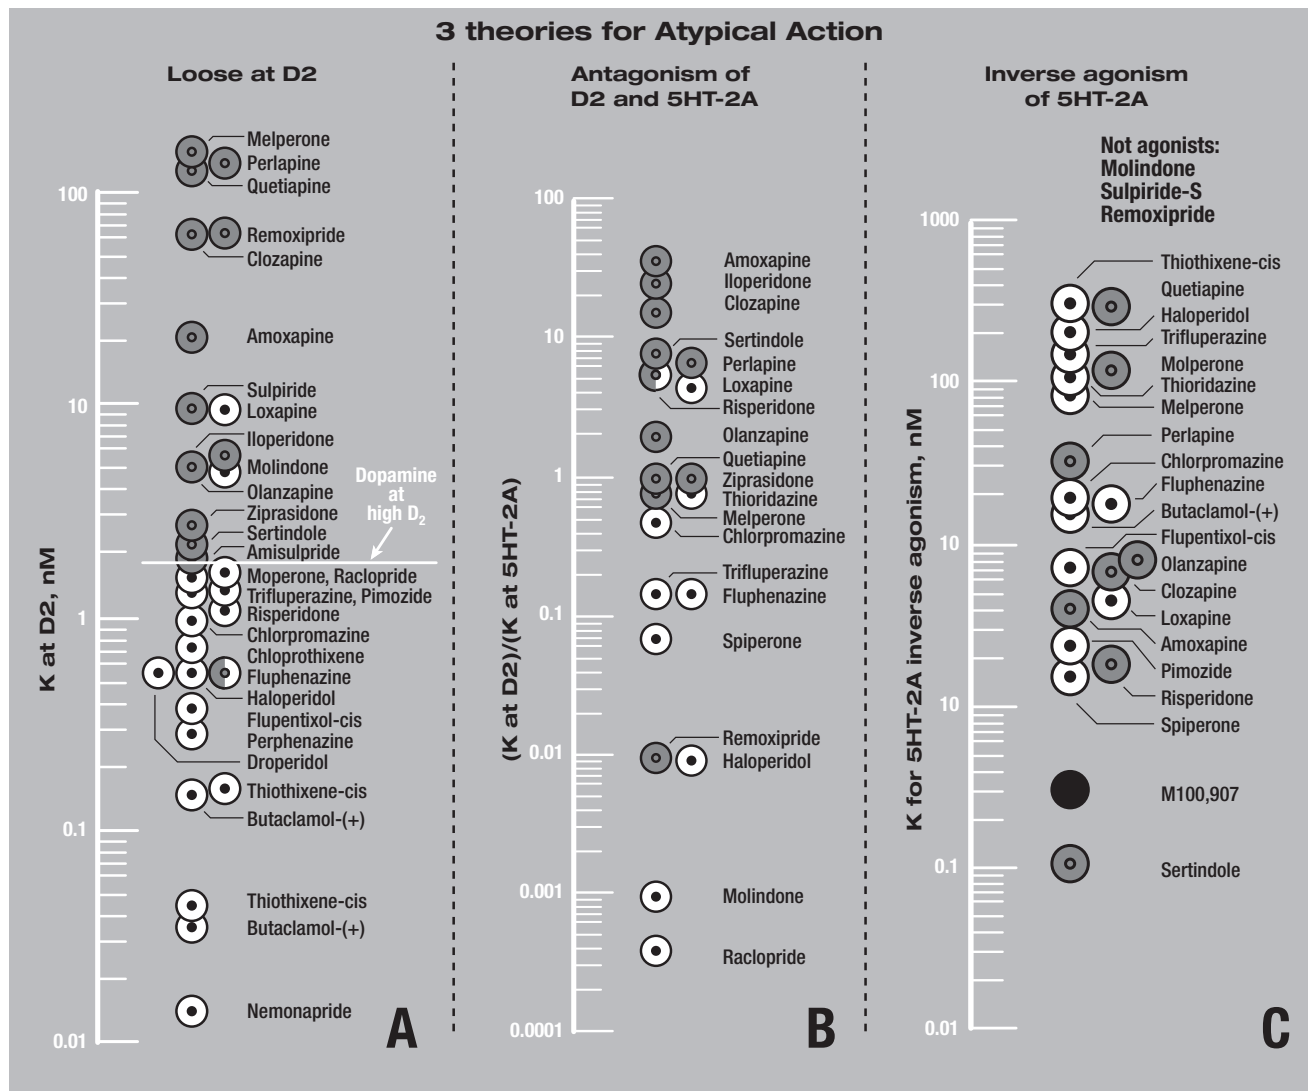 3 theories for Atypical Action
Loose at D2
Melperone
Perlapine
Quetiapine
100
Remoxipride
Clozapine
Amoxapine
Sulpiride
10
Loxapine
Iloperidone
Molindone
Olanzapine
Dopamine
at
high D2
Ziprasidone
Sertindole
Amisulpride
Moperone, Raclopride
Trifluperazine, Pimozide
Risperidone
1
Chlorpromazine
Chloprothixene
Fluphenazine
Haloperidol
Flupentixol-cis
Perphenazine
Droperidol
Thiothixene-cis
Butaclamol-(+)
0.1
Thiothixene-cis
Butaclamol-(+)
Nemonapride
0.01
K at D2, nM
A
Antagonism of
D2 and 5HT-2A
100
Amoxapine
Iloperidone
Clozapine
10
Sertindole
Perlapine
Loxapine
Risperidone
Olanzapine
Quetiapine
1
Ziprasidone
Thioridazine
Melperone
Chlorpromazine
Trifluperazine
Fluphenazine
0.1
Spiperone
Remoxipride
0.01
Haloperidol
0.001
Molindone
Raclopride
0.0001
(K at D2)/(K at 5HT-2A)
B
Inverse agonism
of 5HT-2A
Not agonists:
Molindone
Sulpiride-S
Remoxipride
1000
Thiothixene-cis
Quetiapine
Haloperidol
Trifluperazine
Molperone
100
Thioridazine
Melperone
Perlapine
Chlorpromazine
Fluphenazine
Butaclamol-(+)
Flupentixol-cis
10
Olanzapine
Clozapine
Loxapine
Amoxapine
Pimozide
Risperidone
10
Spiperone
M100,907
0.1
Sertindole
0.01
K for 5HT-2A inverse agonism, nM
C